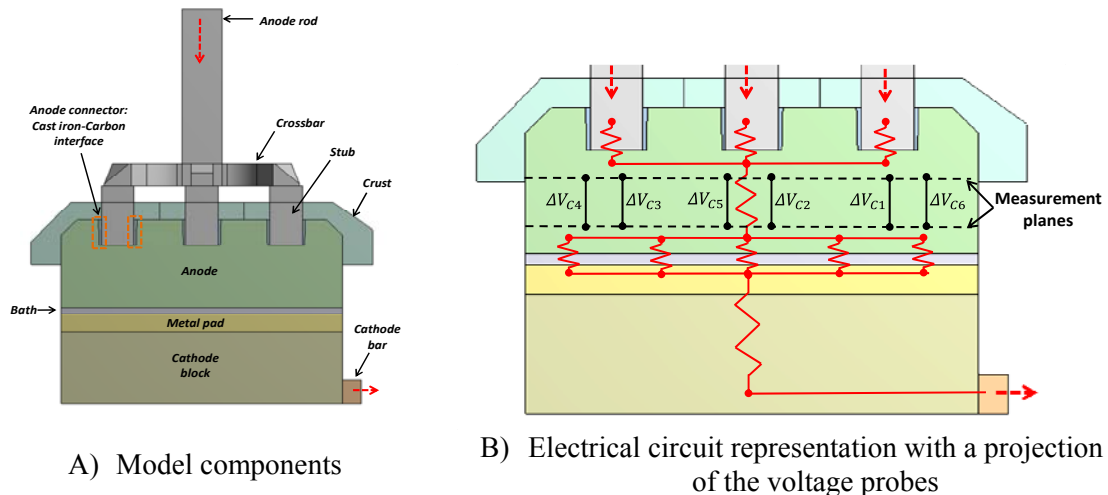 Anode rod
Anode connector:
Cast iron-Carbon
interface
Crossbar
Stub
Crust
Anode
Bath
Metal pad
Cathode
block
Cathode
bar
A) Model components
ΔV_C4
ΔV_C3
ΔV_C5
ΔV_C2
ΔV_C1
ΔV_C6
Measurement
planes
B) Electrical circuit representation with a projection
of the voltage probes